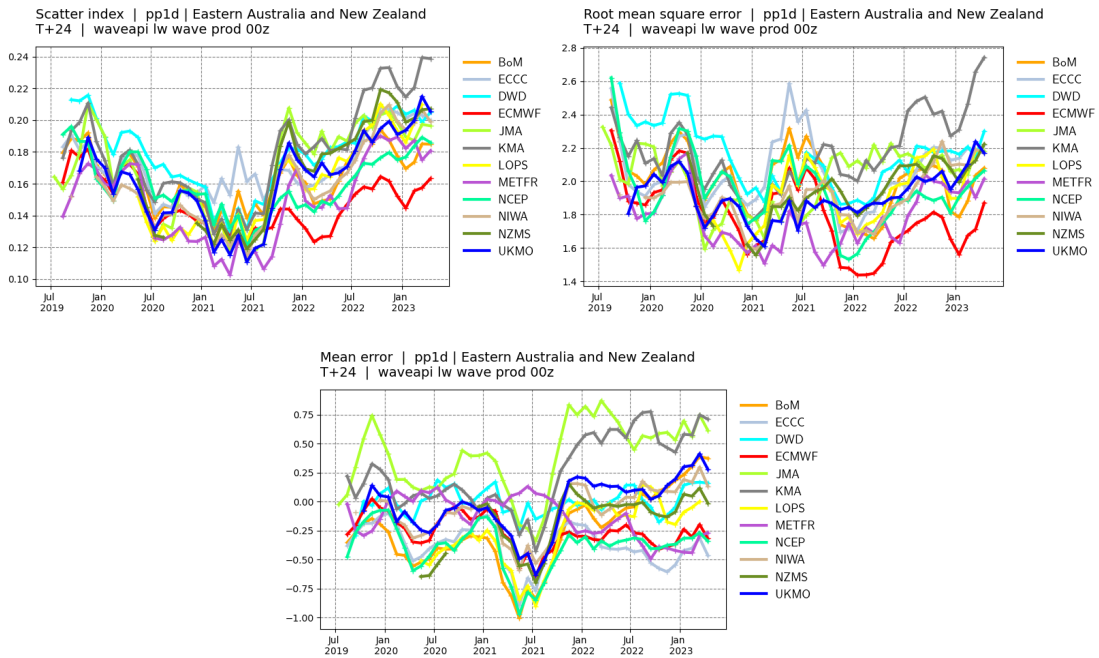 Scatter index | pp1d | Eastern Australia and New Zealand
T+24 | waveapi lw wave prod 00z
0.24
0.22
0.20
0.18
0.16
0.14
0.12
0.10
Jul Jan Jul Jan Jul Jan Jul Jan
2019 2020 2020 2021 2021 2022 2022 2023
BoM
ECCC
DWD
ECMWF
JMA
KMA
LOPS
METFR
NCEP
NIWA
NZMS
UKMO
Root mean square error | pp1d | Eastern Australia and New Zealand
T+24 | waveapi lw wave prod 00z
2.8
2.6
2.4
2.2
2.0
1.8
1.6
1.4
Jul Jan Jul Jan Jul Jan Jul Jan
2019 2020 2020 2021 2021 2022 2022 2023
BoM
ECCC
DWD
ECMWF
JMA
KMA
LOPS
METFR
NCEP
NIWA
NZMS
UKMO
Mean error | pp1d | Eastern Australia and New Zealand
T+24 | waveapi lw wave prod 00z
0.75
0.50
0.25
0.00
−0.25
−0.50
−0.75
−1.00
Jul Jan Jul Jan Jul Jan Jul Jan
2019 2020 2020 2021 2021 2022 2022 2023
BoM
ECCC
DWD
ECMWF
JMA
KMA
LOPS
METFR
NCEP
NIWA
NZMS
UKMO